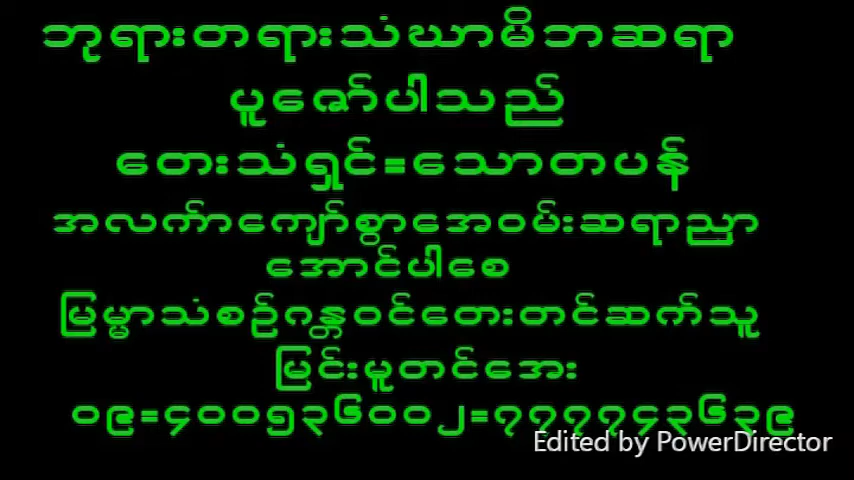 ဘုရားတရားသံဃာမိဘဆရာ
ပူဇော်ပါသည်
တေးသံရှင်=သောတပန်
အလင်္ကာကျော်စွာအေဝမ်းဆရာညာ
အောင်ပါစေ
မြမ္မာသံစဉ်ဂန္တဝင်တေးတင်ဆက်သူ
မြင်းမူတင်အေး
၀၉=၄၀၀၅၃၆၀၀၂=၇၇၇၇၄၃၆၃၉
Edited by PowerDirector